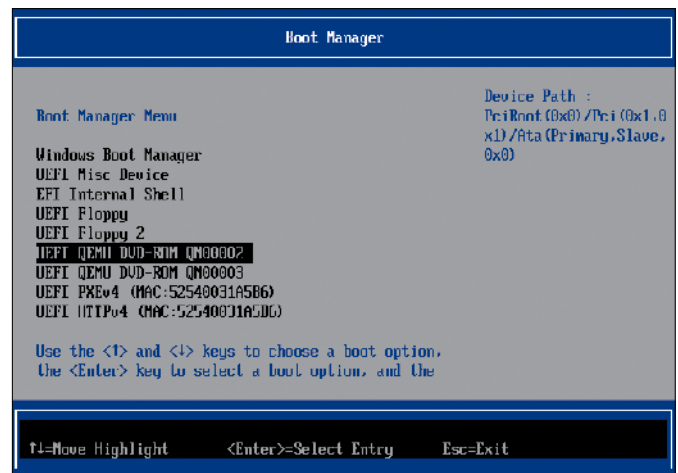 Boot Manager
Device Path :
Boot Manager Menu
PciRoot(0x0)/Pci(0x1,0
x1)/Ata(Primary,Slave,
0x0)
Windows Boot Manager
UEFI Misc Device
EFI Internal Shell
UEFI Floppy
UEFI Floppy 2
UEFI QEMU DVD-ROM QM00002
UEFI QEMU DVD-ROM QM00003
UEFI PXEv4 (MAC:52540031A5B6)
UEFI HTTPv4 (MAC:52540031A5B6)
Use the <↑> and <↓> keys to choose a boot option,
the <Enter> key to select a boot option, and the
↑↓=Move Highlight <Enter>=Select Entry Esc=Exit